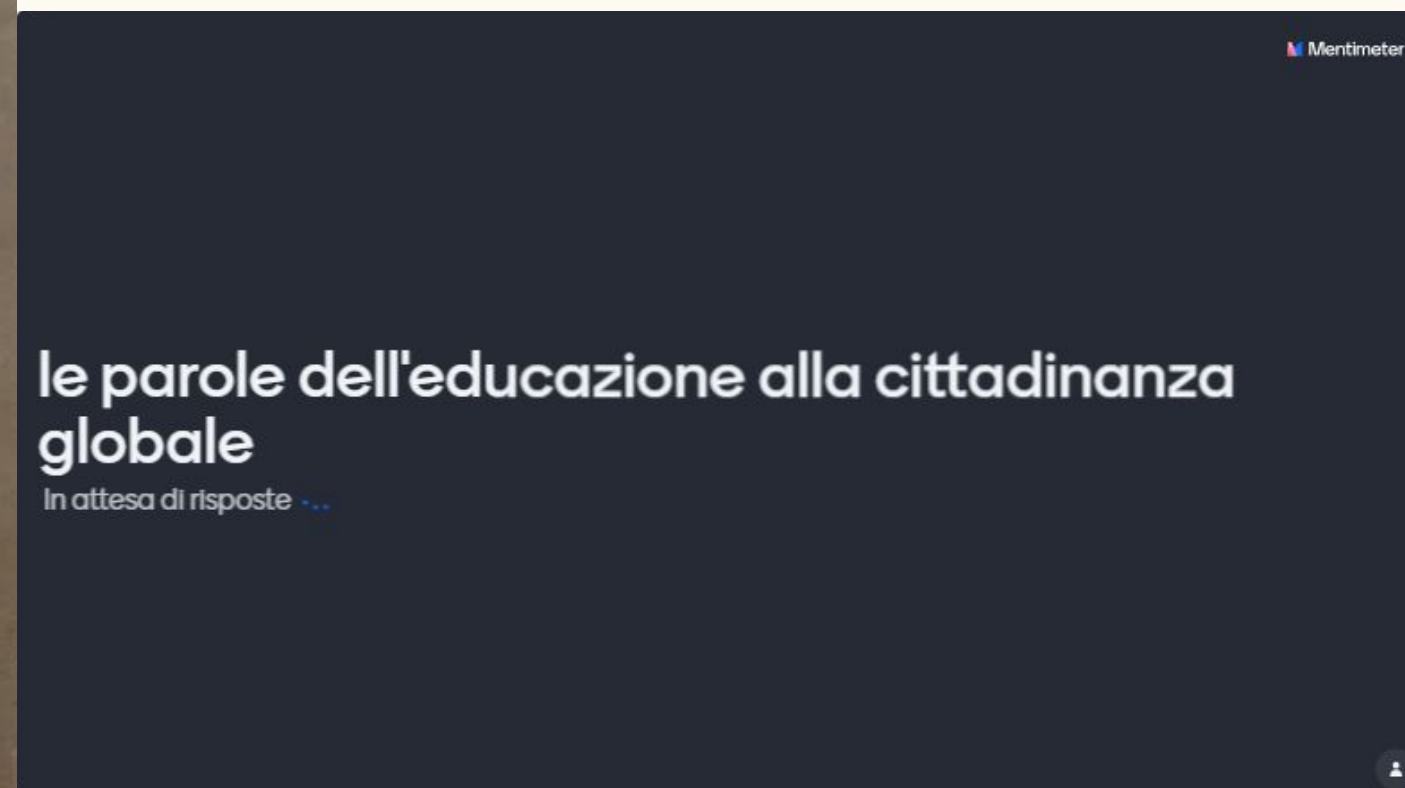 Mentimeter
le parole dell'educazione alla cittadinanza
globale
In attesa di risposte